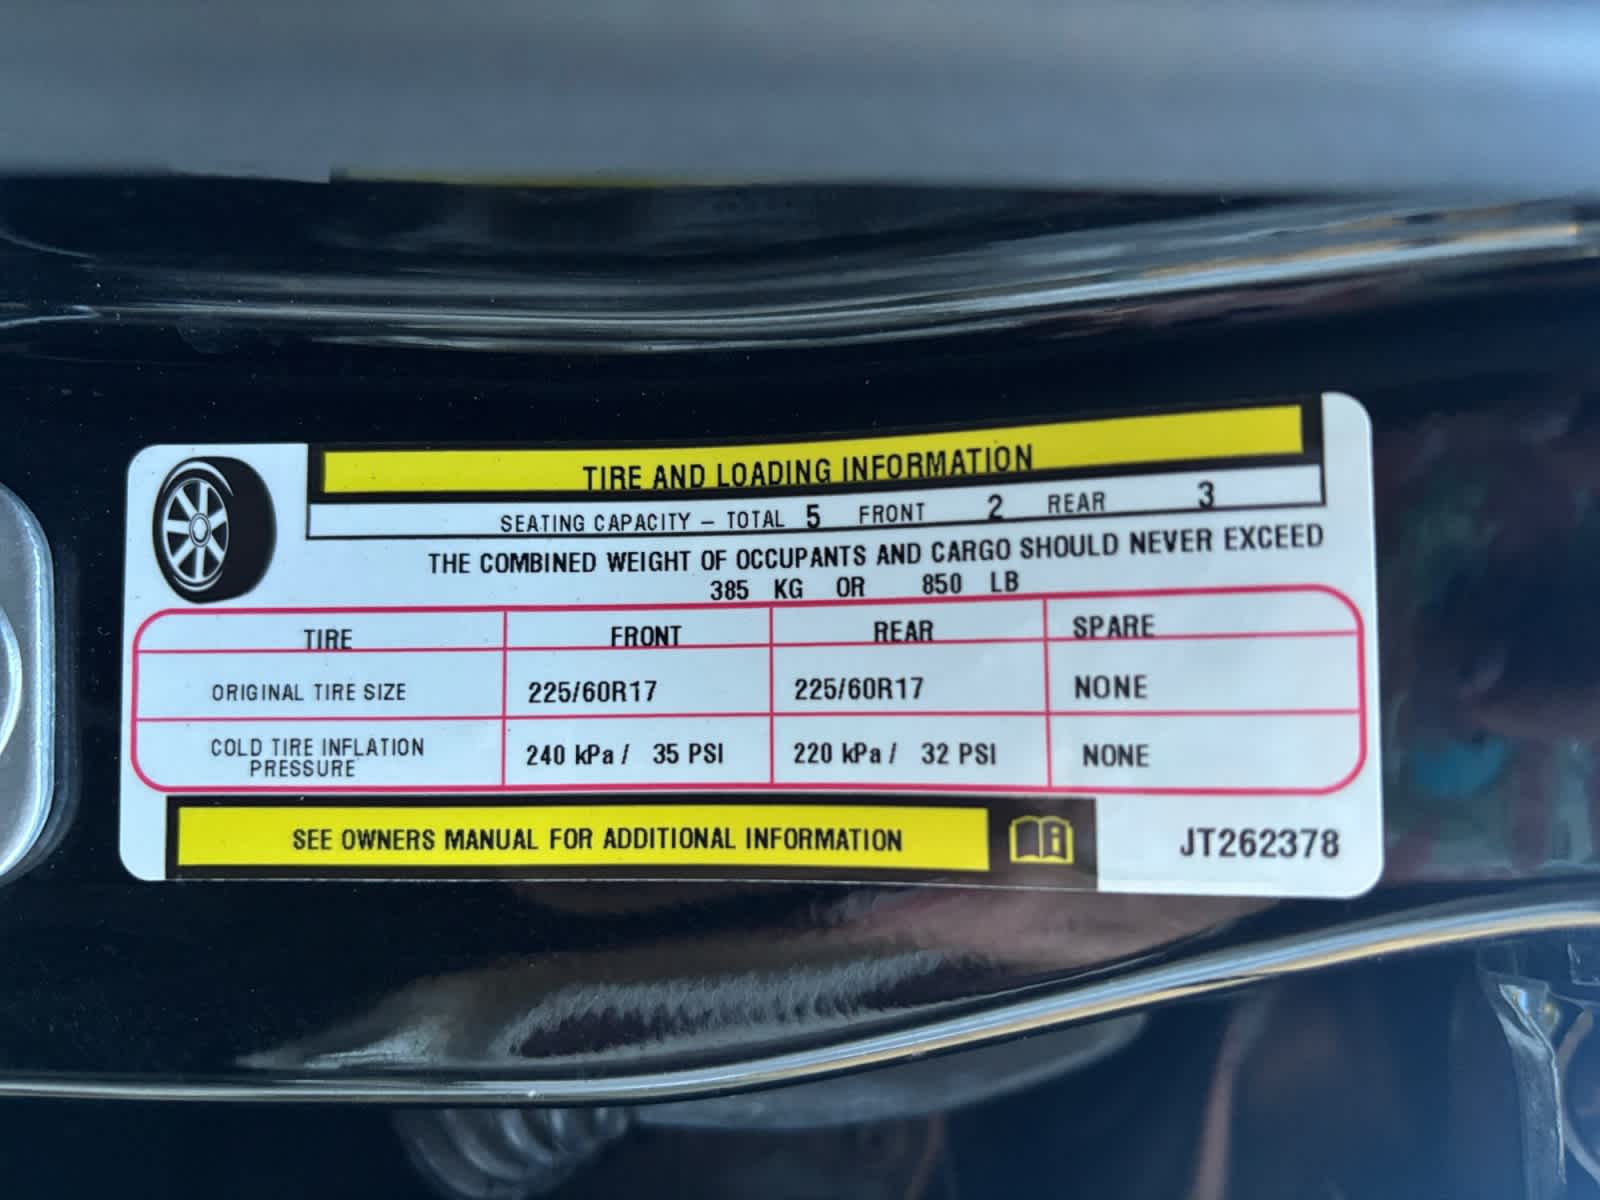 TIRE AND LOADING INFORMATION
SEATING CAPACITY – TOTAL 5 FRONT 2 REAR 3
THE COMBINED WEIGHT OF OCCUPANTS AND CARGO SHOULD NEVER EXCEED
385 KG OR 850 LB
TIRE FRONT REAR SPARE
ORIGINAL TIRE SIZE 225/60R17 225/60R17 NONE
COLD TIRE INFLATION PRESSURE 240 kPa / 35 PSI 220 kPa / 32 PSI NONE
SEE OWNERS MANUAL FOR ADDITIONAL INFORMATION JT262378